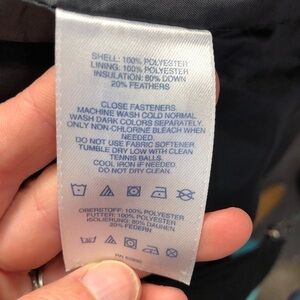 SHELL: 100% POLYESTER
LINING: 100% POLYESTER
INSULATION: 80% DOWN
20% FEATHERS
CLOSE FASTENERS.
MACHINE WASH COLD NORMAL
WASH DARK COLORS SEPARATELY.
ONLY NON-CHLORINE BLEACH WHEN
NEEDED.
DO NOT USE FABRIC SOFTENER.
TUMBLE DRY LOW WITH CLEAN
TENNIS BALLS.
COOL IRON IF NEEDED.
DO NOT DRY CLEAN.
OBERSTOFF: 100% POLYESTER
FUTTER: 100% POLYESTER
ISOLIERUNG: 80% DAUNEN,
20% FEDERN